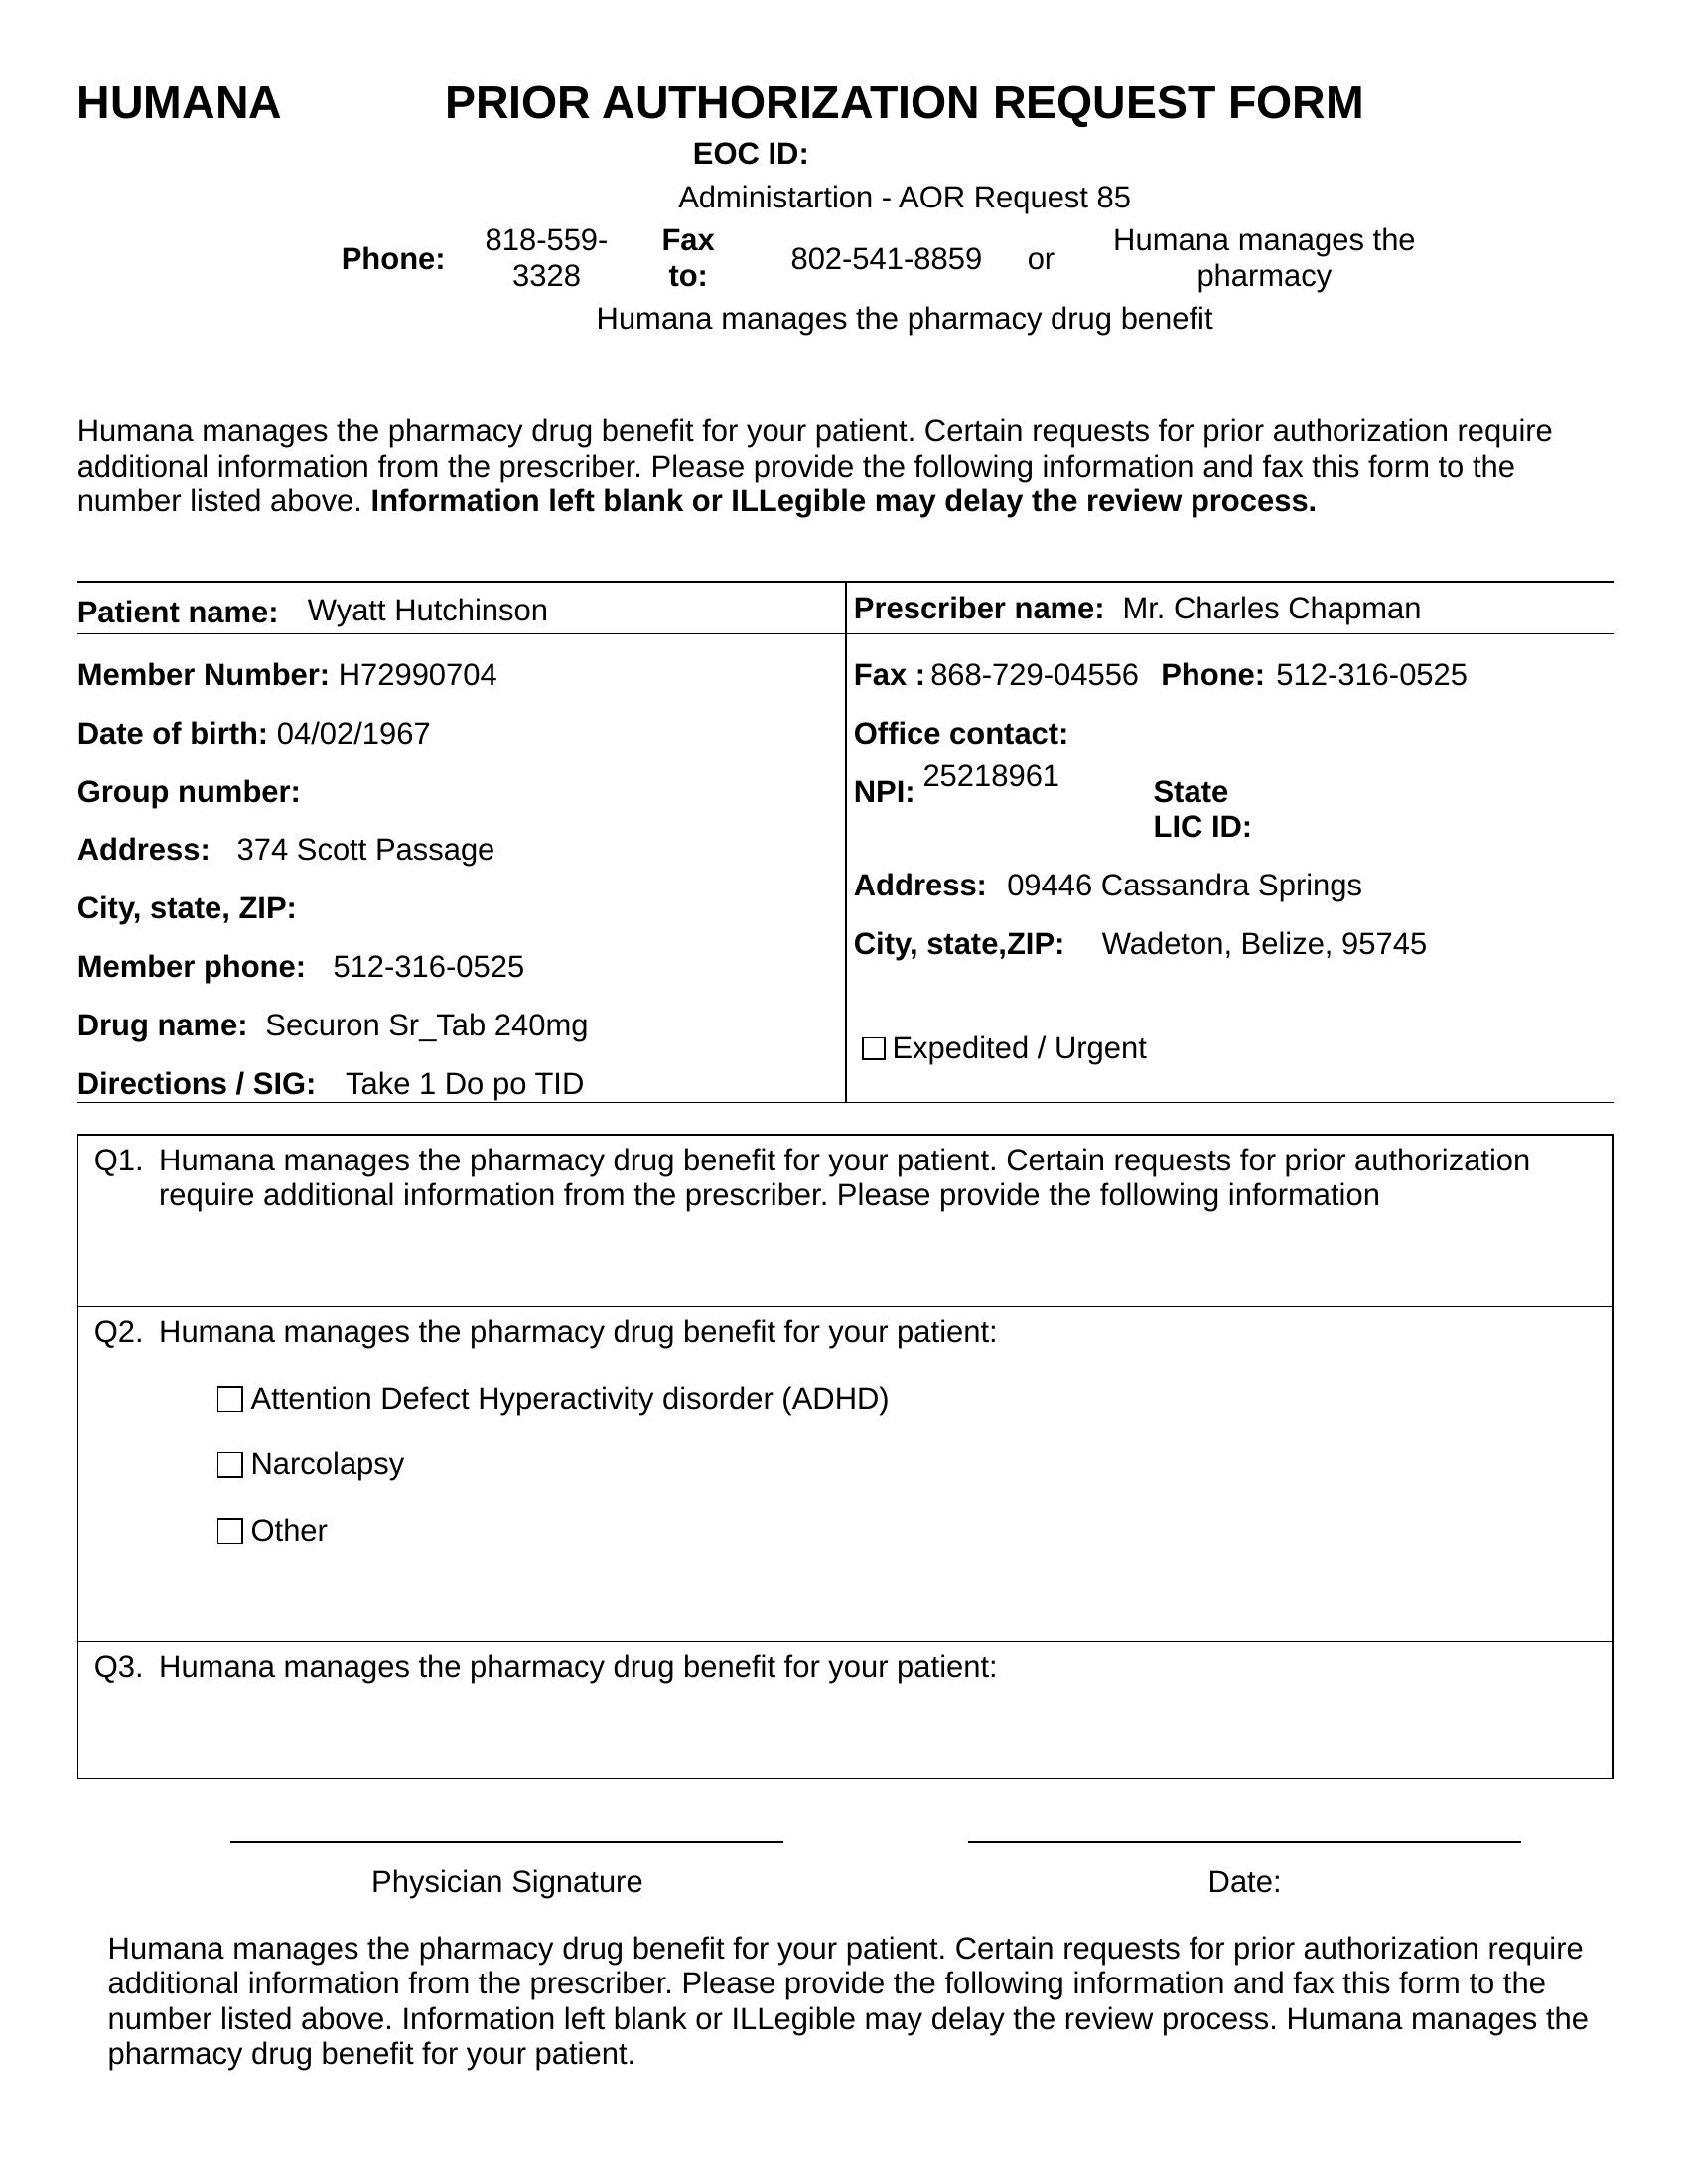 HUMANA PRIOR AUTHORIZATION REQUEST FORM
EOC ID:
Administartion - AOR Request 85
Phone: 818-559-3328 Fax to: 802-541-8859 or Humana manages the pharmacy
Humana manages the pharmacy drug benefit
Humana manages the pharmacy drug benefit for your patient. Certain requests for prior authorization require
additional information from the prescriber. Please provide the following information and fax this form to the
number listed above. Information left blank or ILLegible may delay the review process.
Patient name: Wyatt Hutchinson
Member Number: H72990704
Date of birth: 04/02/1967
Group number:
Address: 374 Scott Passage
City, state, ZIP:
Member phone: 512-316-0525
Drug name: Securon Sr_Tab 240mg
Directions / SIG: Take 1 Do po TID
Prescriber name: Mr. Charles Chapman
Fax : 868-729-04556 Phone: 512-316-0525
Office contact:
NPI: 25218961 State
LIC ID:
Address: 09446 Cassandra Springs
City, state,ZIP: Wadeton, Belize, 95745
Expedited / Urgent
Q1. Humana manages the pharmacy drug benefit for your patient. Certain requests for prior authorization
require additional information from the prescriber. Please provide the following information
Q2. Humana manages the pharmacy drug benefit for your patient:
Attention Defect Hyperactivity disorder (ADHD)
Narcolapsy
Other
Q3. Humana manages the pharmacy drug benefit for your patient:
Physician Signature Date:
Humana manages the pharmacy drug benefit for your patient. Certain requests for prior authorization require
additional information from the prescriber. Please provide the following information and fax this form to the
number listed above. Information left blank or ILLegible may delay the review process. Humana manages the
pharmacy drug benefit for your patient.